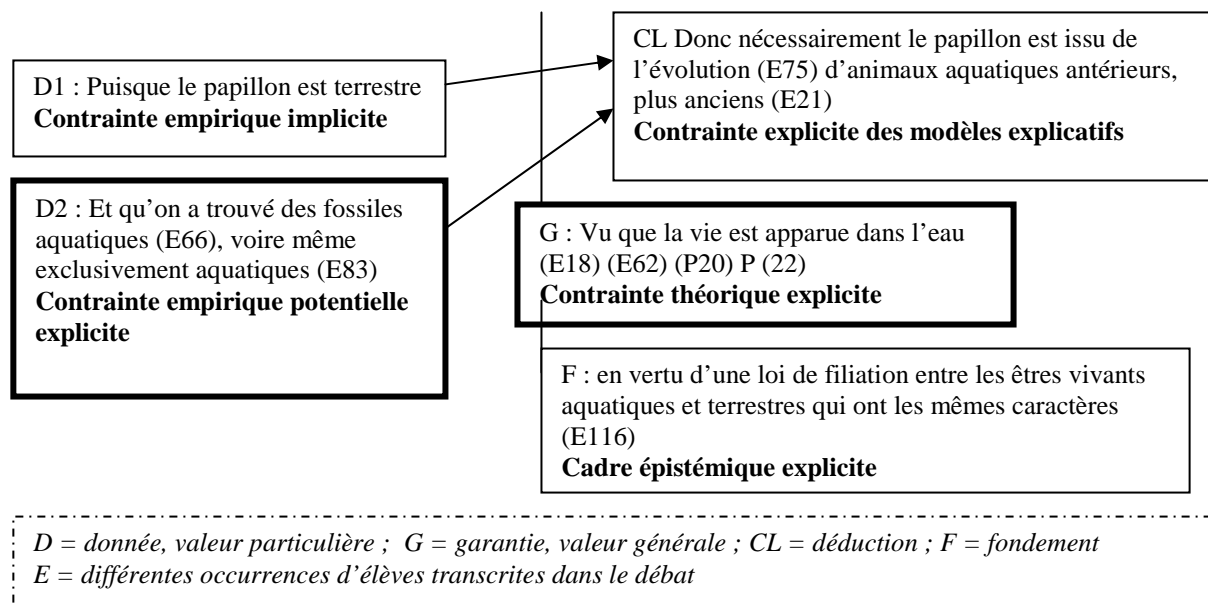 D1 : Puisque le papillon est terrestre
Contrainte empirique implicite
D2 : Et qu’on a trouvé des fossiles
aquatiques (E66), voire même
exclusivement aquatiques (E83)
Contrainte empirique potentielle
explicite
CL Donc nécessairement le papillon est issu de
l’évolution (E75) d’animaux aquatiques antérieurs,
plus anciens (E21)
Contrainte explicite des modèles explicatifs
G : Vu que la vie est apparue dans l’eau
(E18) (E62) (P20) P (22)
Contrainte théorique explicite
F : en vertu d’une loi de filiation entre les êtres vivants
aquatiques et terrestres qui ont les mêmes caractères
(E116)
Cadre épistémique explicite
D = donnée, valeur particulière ; G = garantie, valeur générale ; CL = déduction ; F = fondement
E = différentes occurrences d’élèves transcrites dans le débat